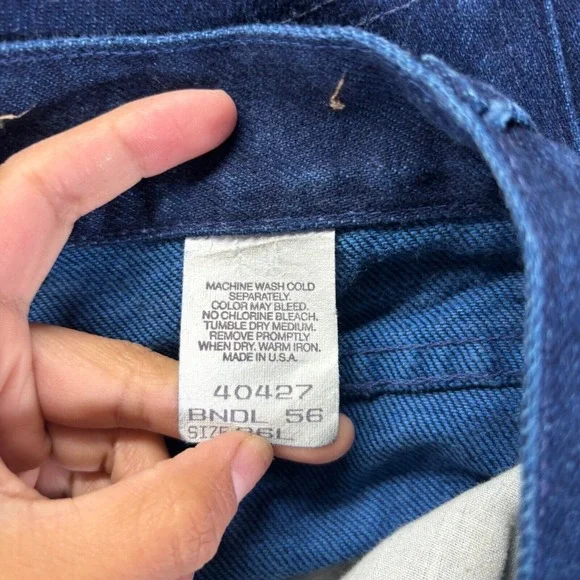 MACHINE WASH COLD
SEPARATELY.
COLOR MAY BLEED.
NO CHLORINE BLEACH.
TUMBLE DRY MEDIUM.
REMOVE PROMPTLY
WHEN DRY. WARM IRON.
MADE IN U.S.A.
40427
BNDL 56
SIZE